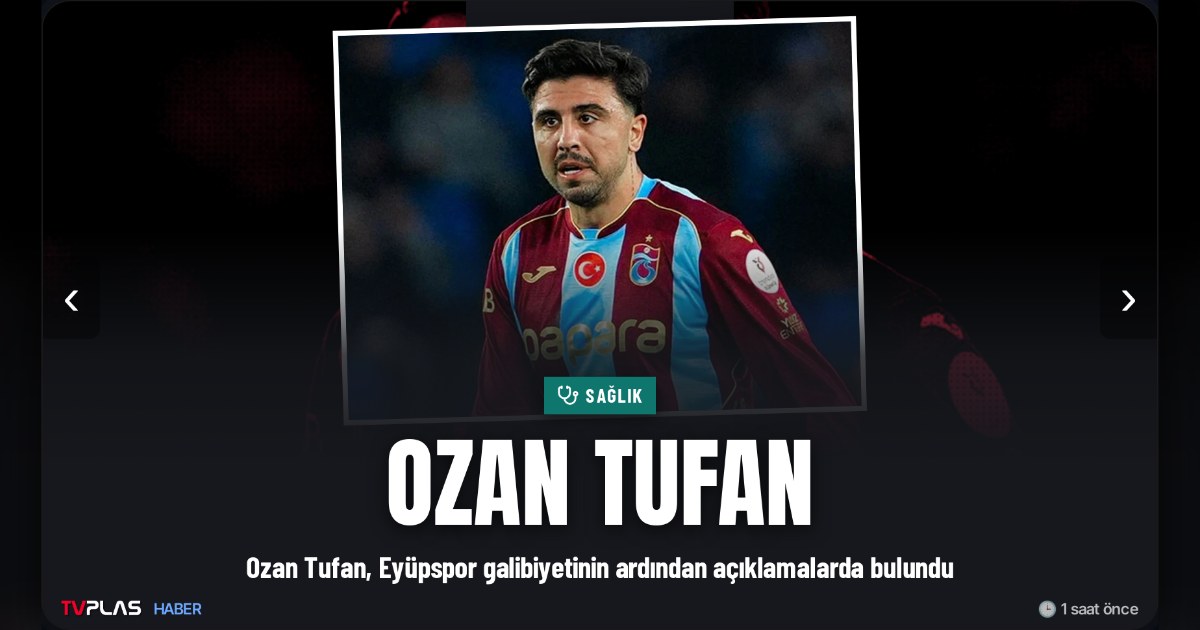 papara
SAĞLIK
OZAN TUFAN
Ozan Tufan, Eyüpspor galibiyetinin ardından açıklamalarda bulundu
TVPLAS HABER
1 saat önce